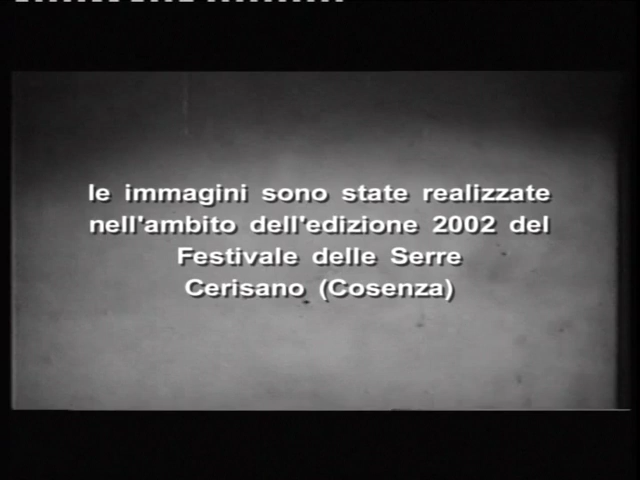 le immagini sono state realizzate
nell'ambito dell'edizione 2002 del
Festivale delle Serre
Cerisano (Cosenza)